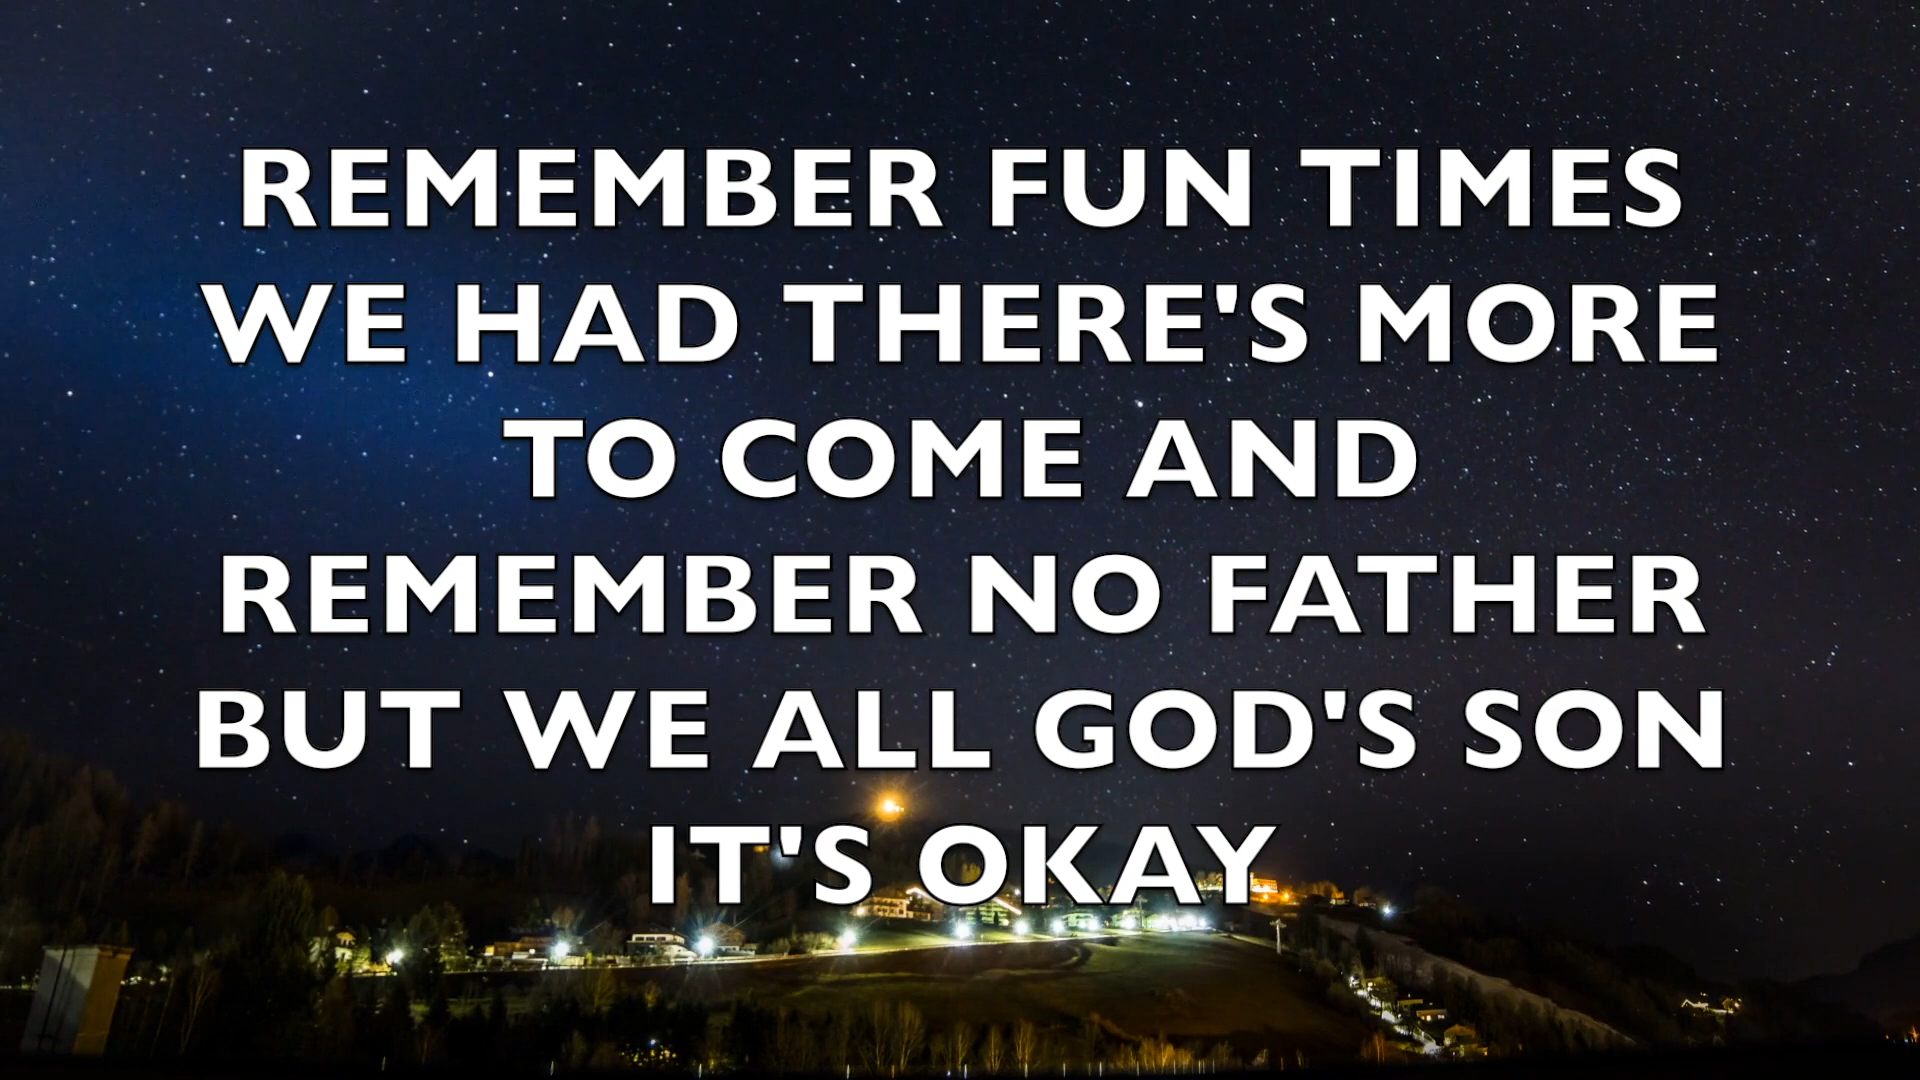 REMEMBER FUN TIMES
WE HAD THERE'S MORE
TO COME AND
REMEMBER NO FATHER
BUT WE ALL GOD'S SON
IT'S OKAY